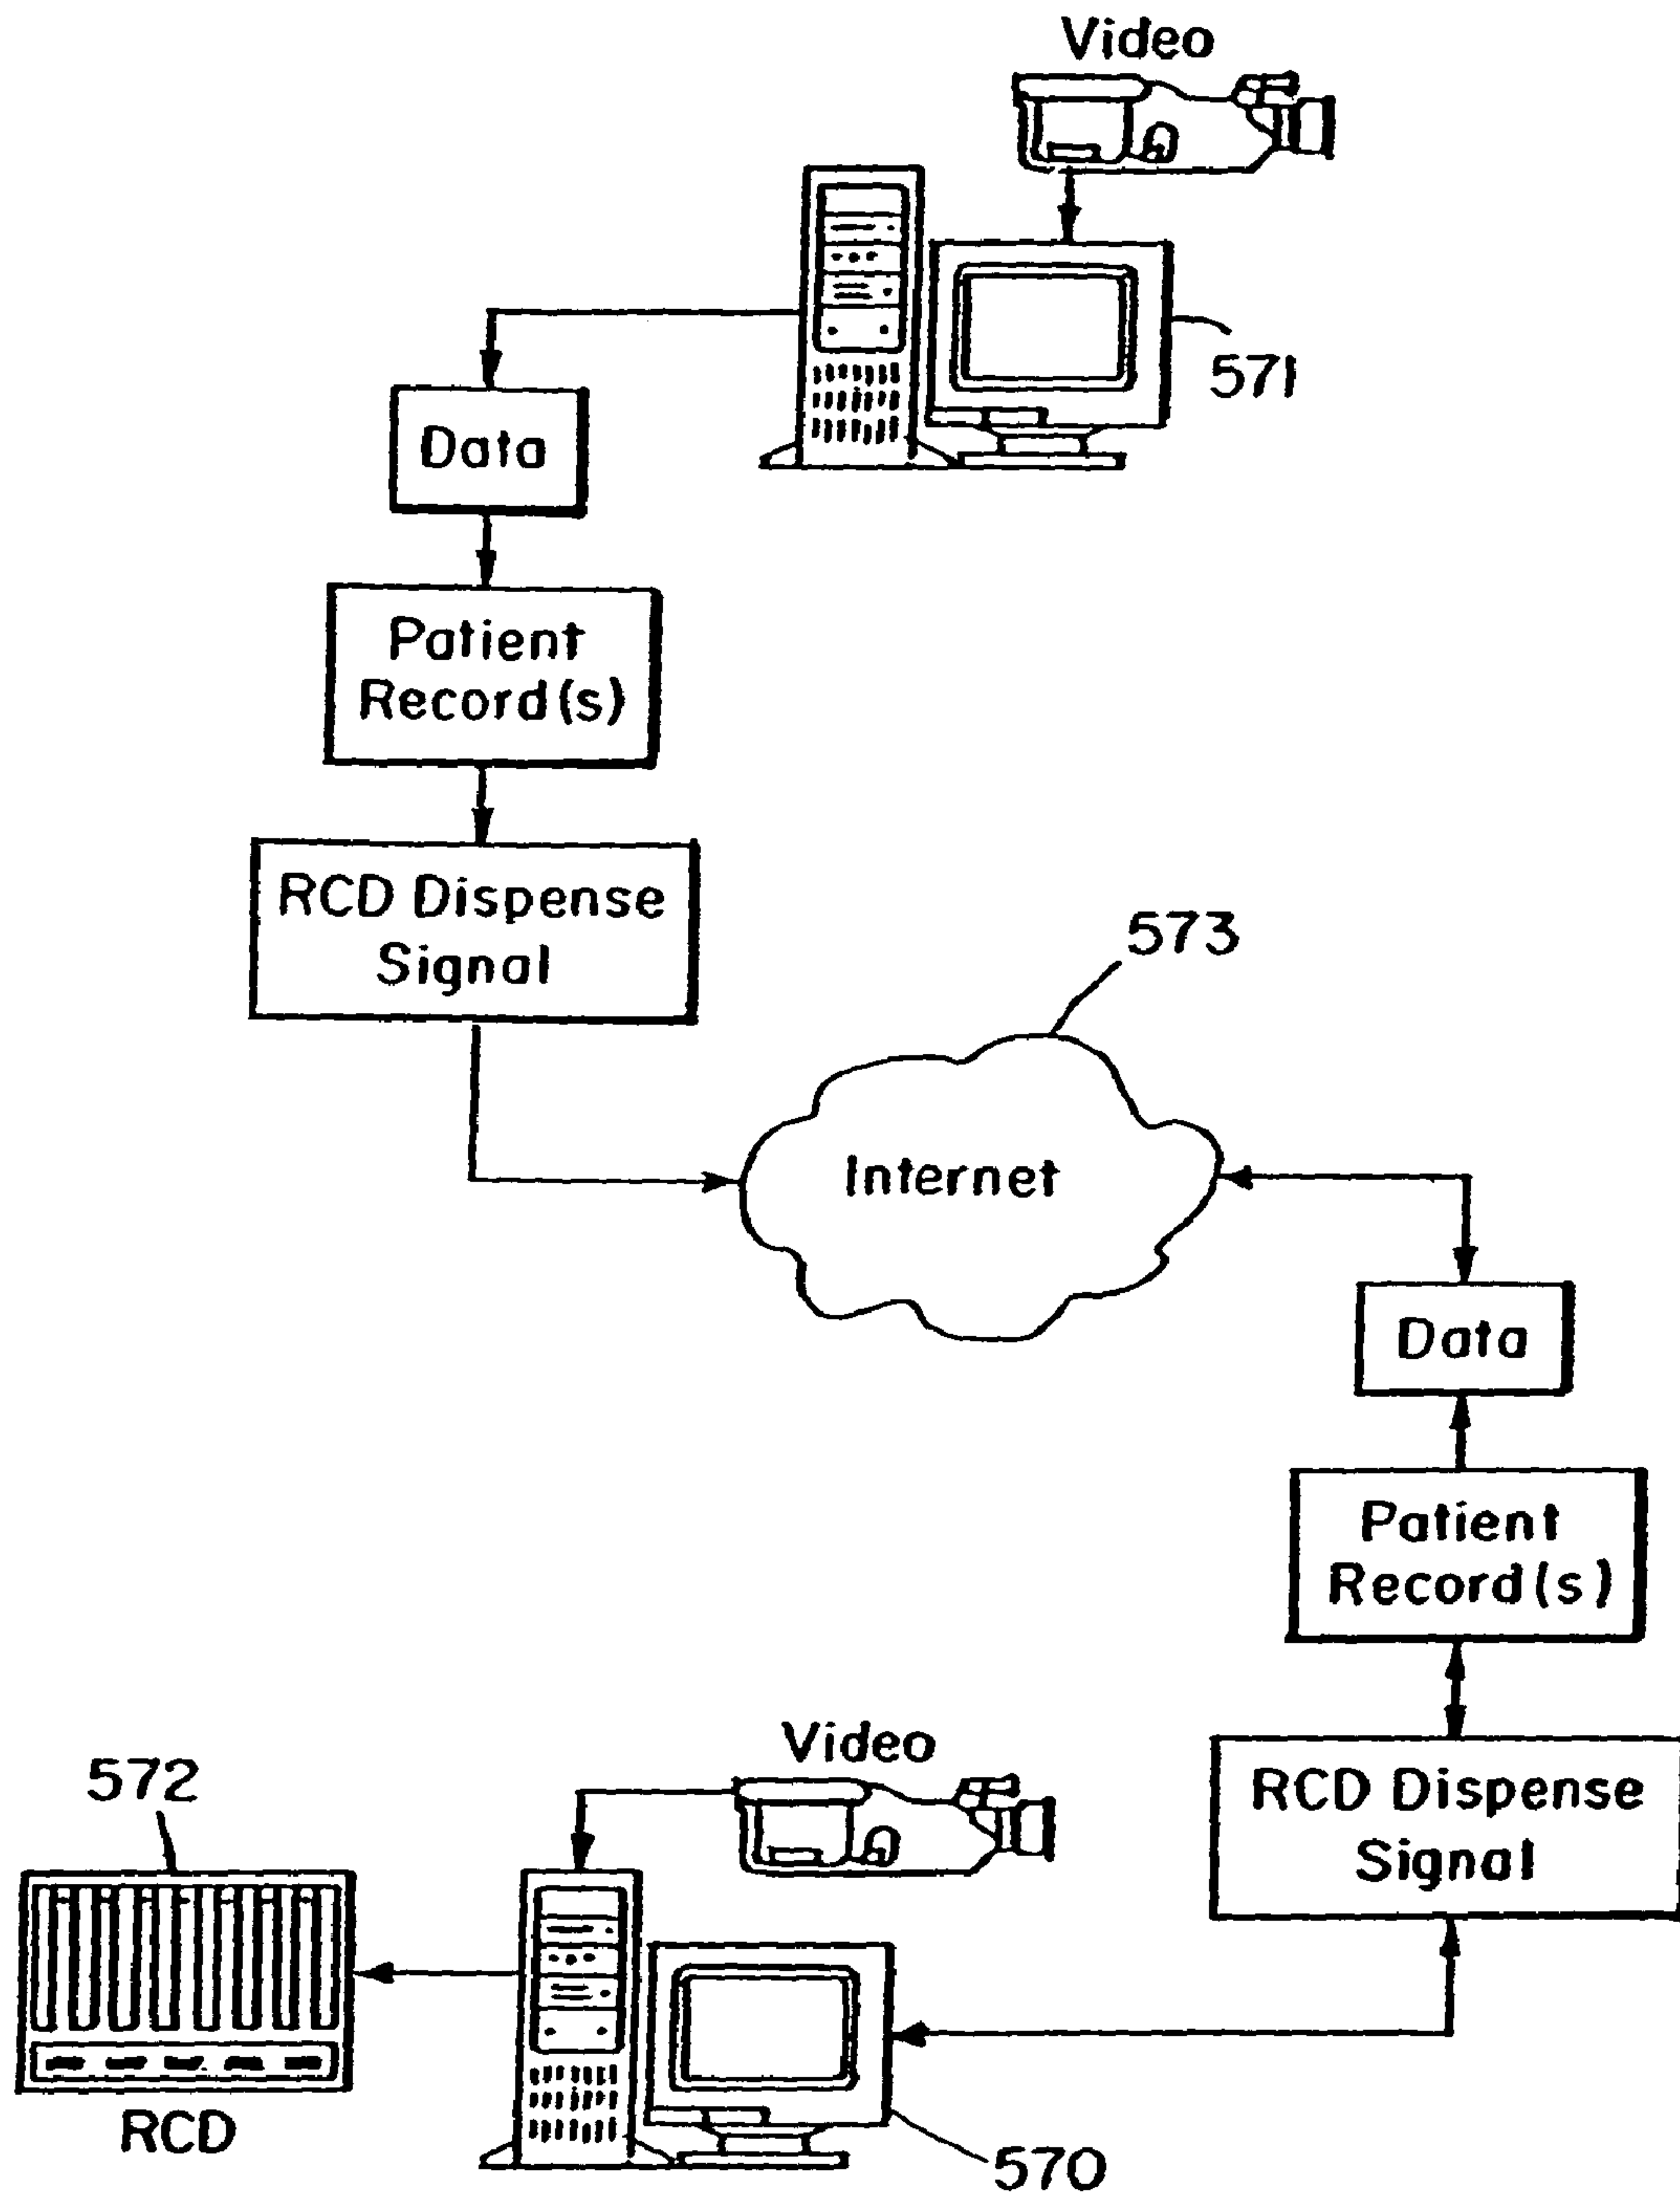 Video
571
Data
Patient
Record(s)
RCD Dispense
Signal
573
Internet
Data
Patient
Record(s)
RCD Dispense
Signal
Video
572
RCD
570